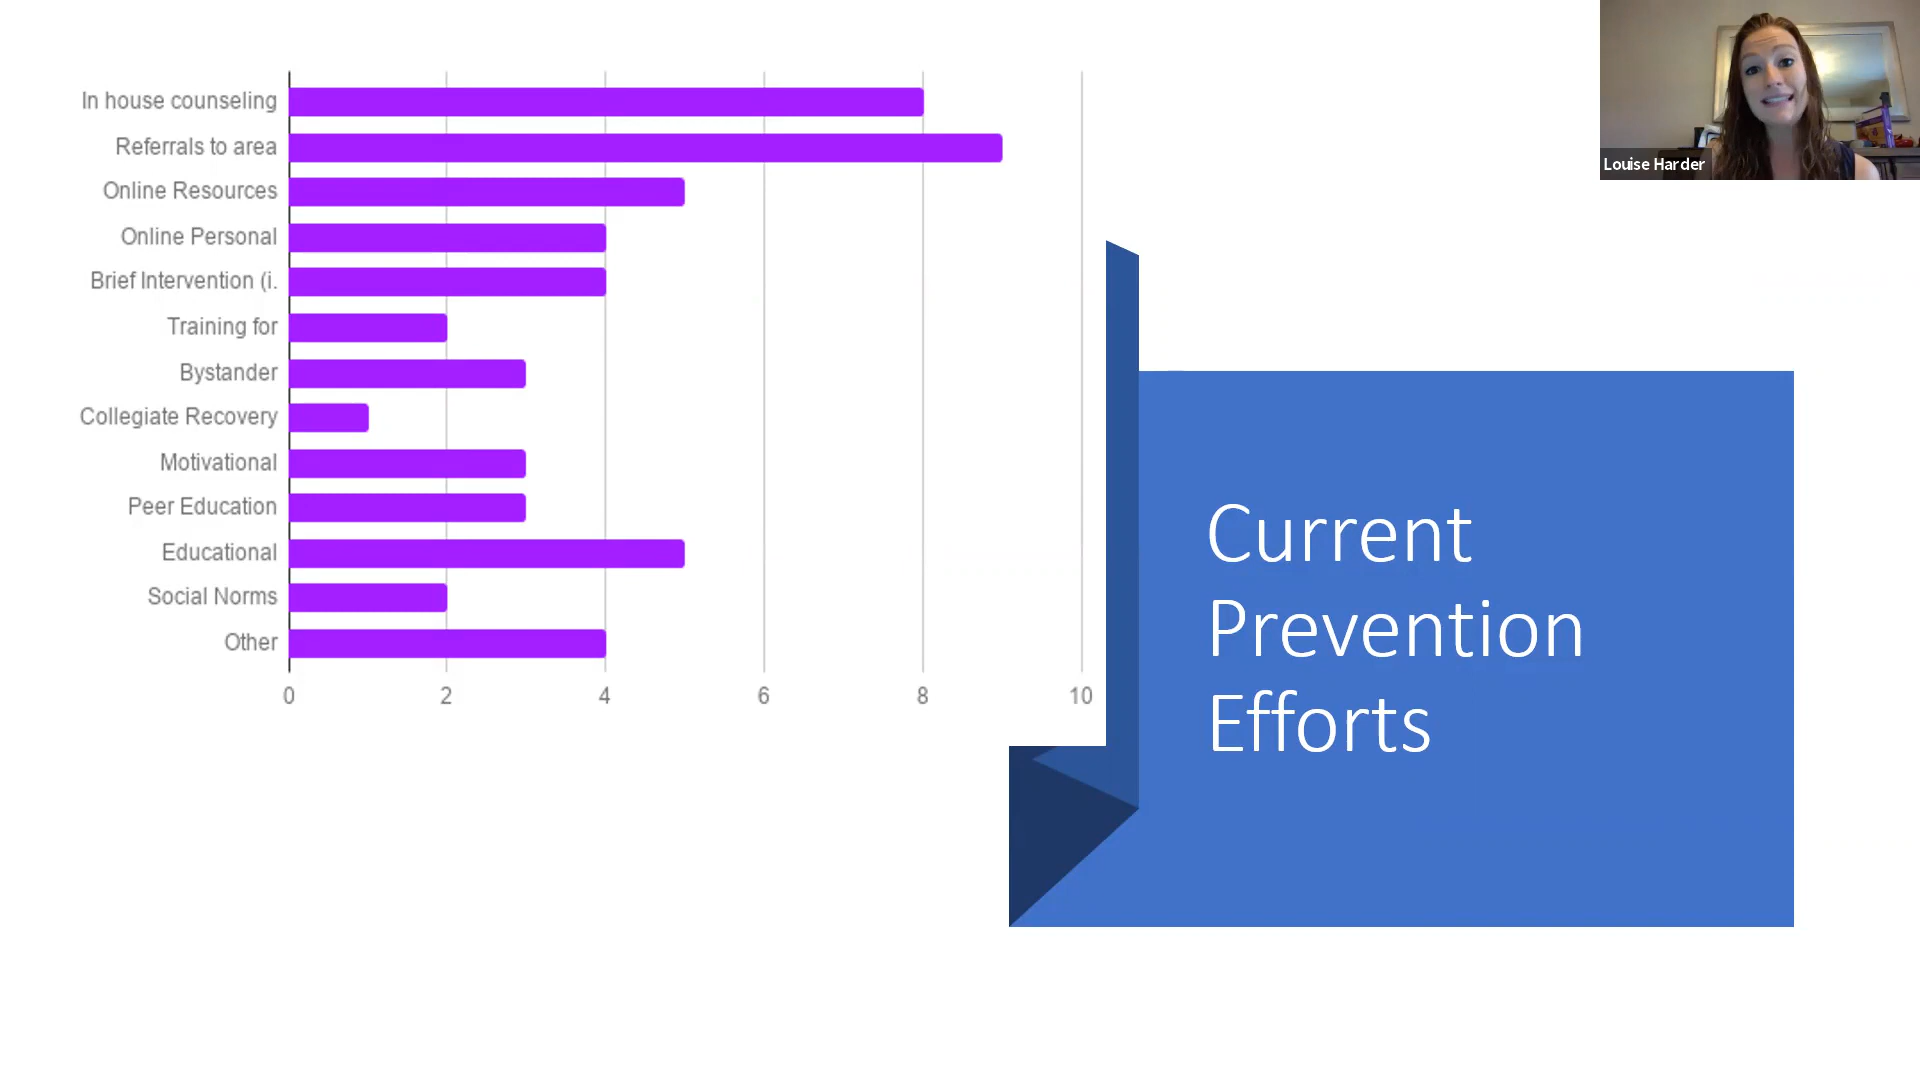 In house counseling
Referrals to area
Online Resources
Online Personal
Brief Intervention (i.
Training for
Bystander
Collegiate Recovery
Motivational
Peer Education
Educational
Social Norms
Other
0 2 4 6 8 10
Current
Prevention
Efforts
Louise Harder